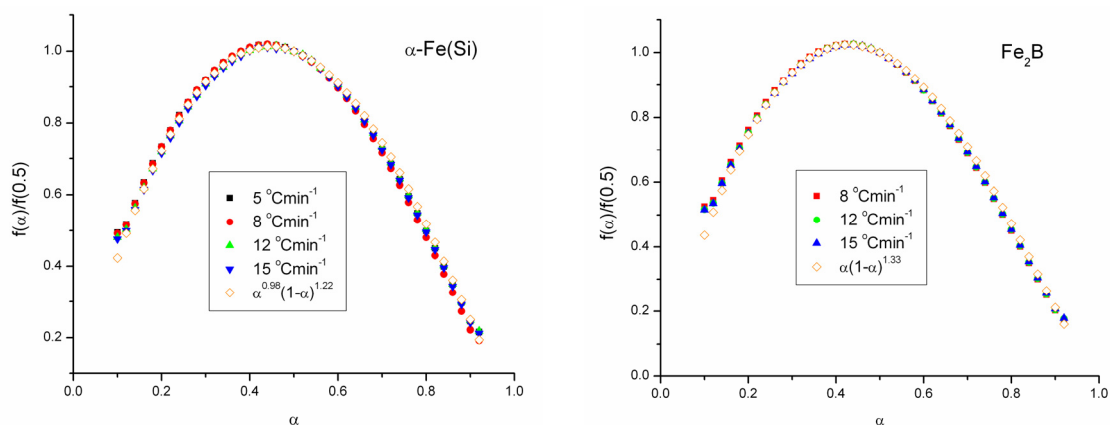 α-Fe(Si)
f(α)/f(0.5)
1.0
0.8
0.6
0.4
0.2
5 °Cmin⁻¹
8 °Cmin⁻¹
12 °Cmin⁻¹
15 °Cmin⁻¹
α⁰·⁹⁸(1-α)¹·²²
0.0 0.2 0.4 0.6 0.8 1.0
α
Fe₂B
f(α)/f(0.5)
1.0
0.8
0.6
0.4
0.2
0.0
8 °Cmin⁻¹
12 °Cmin⁻¹
15 °Cmin⁻¹
α(1-α)¹·³³
0.0 0.2 0.4 0.6 0.8 1.0
α